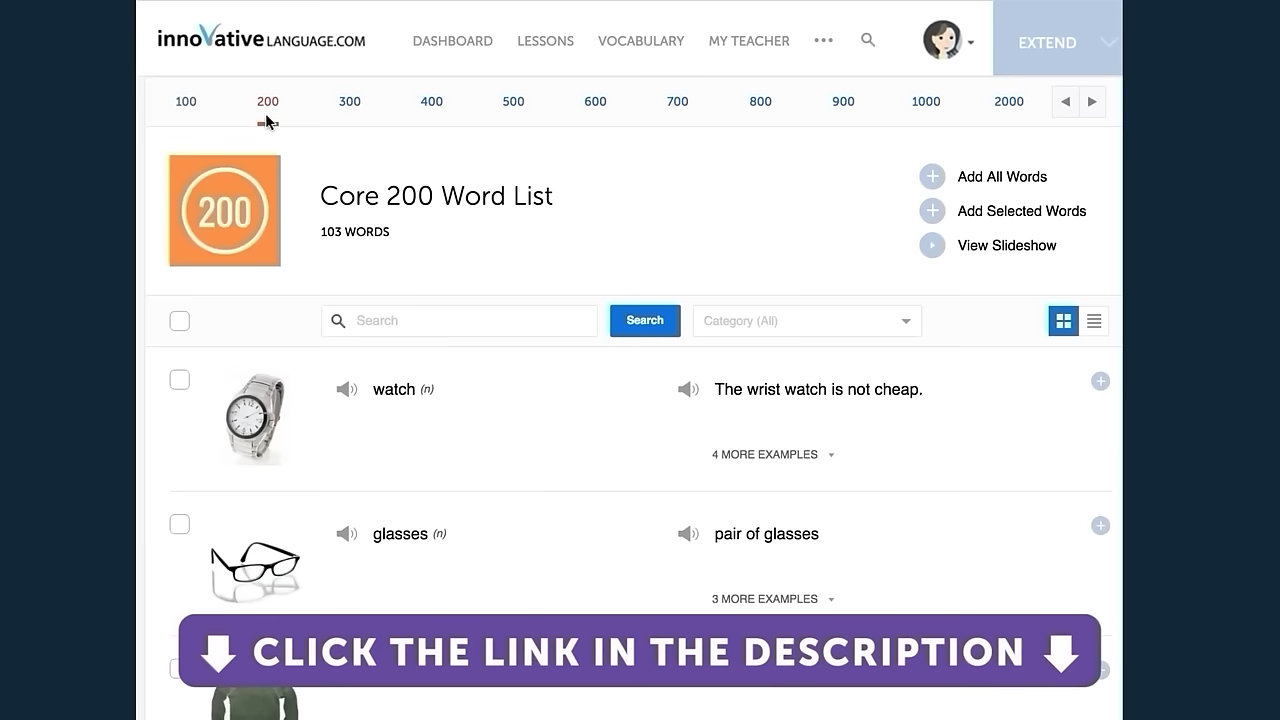 innoVative LANGUAGE.COM
DASHBOARD LESSONS VOCABULARY MY TEACHER EXTEND
100 200 300 400 500 600 700 800 900 1000 2000
200
Core 200 Word List
103 WORDS
Add All Words
Add Selected Words
View Slideshow
Search Search Category (All)
watch (n) The wrist watch is not cheap.
4 MORE EXAMPLES
glasses (n) pair of glasses
3 MORE EXAMPLES
CLICK THE LINK IN THE DESCRIPTION